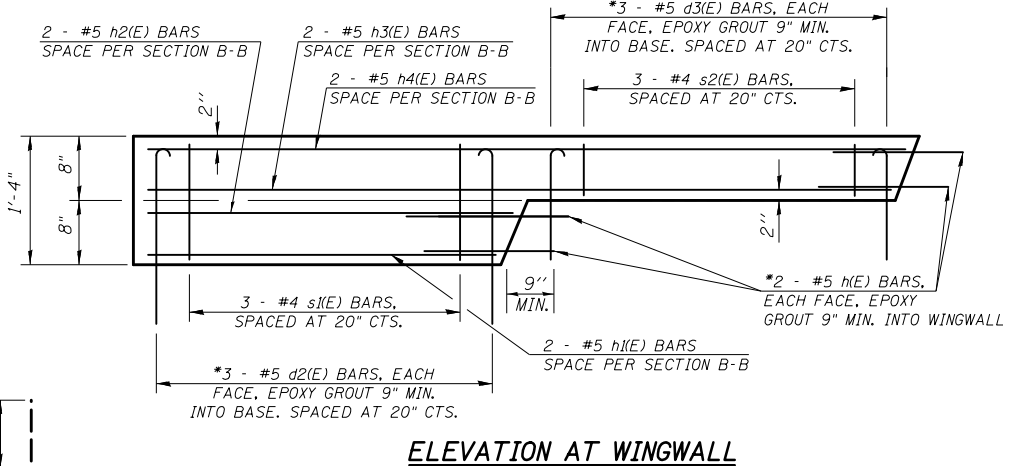 *3 - #5 d3(E) BARS, EACH
FACE, EPOXY GROUT 9" MIN.
INTO BASE. SPACED AT 20" CTS.
2 - #5 h2(E) BARS
SPACE PER SECTION B-B
2 - #5 h3(E) BARS
SPACE PER SECTION B-B
2 - #5 h4(E) BARS
SPACE PER SECTION B-B
3 - #4 s2(E) BARS,
SPACED AT 20" CTS.
2"
1'-4"
8"
8"
2"
9"
MIN.
*2 - #5 h(E) BARS,
EACH FACE, EPOXY
GROUT 9" MIN. INTO WINGWALL
3 - #4 s1(E) BARS,
SPACED AT 20" CTS.
2 - #5 h1(E) BARS
SPACE PER SECTION B-B
*3 - #5 d2(E) BARS, EACH
FACE, EPOXY GROUT 9" MIN.
INTO BASE. SPACED AT 20" CTS.
ELEVATION AT WINGWALL